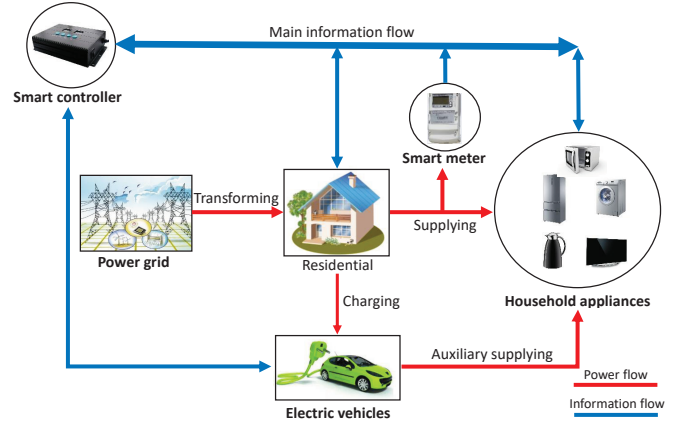 Main information flow
Smart controller
Smart meter
Transforming
Supplying
Power grid
Residential
Household appliances
Charging
Auxiliary supplying
Power flow
Electric vehicles
Information flow